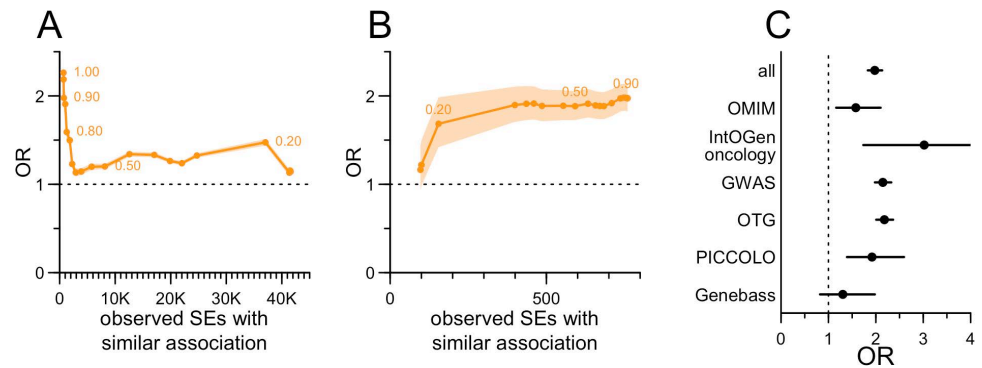 A
B
C
OR
2
1
0
1.00
0.90
0.80
0.50
0.20
0
10K
20K
30K
40K
observed SEs with
similar association
OR
2
1
0
0.20
0.50
0.90
0
500
observed SEs with
similar association
all
OMIM
IntOGen
oncology
GWAS
OTG
PICCOLO
Genebass
0
1
2
3
4
OR